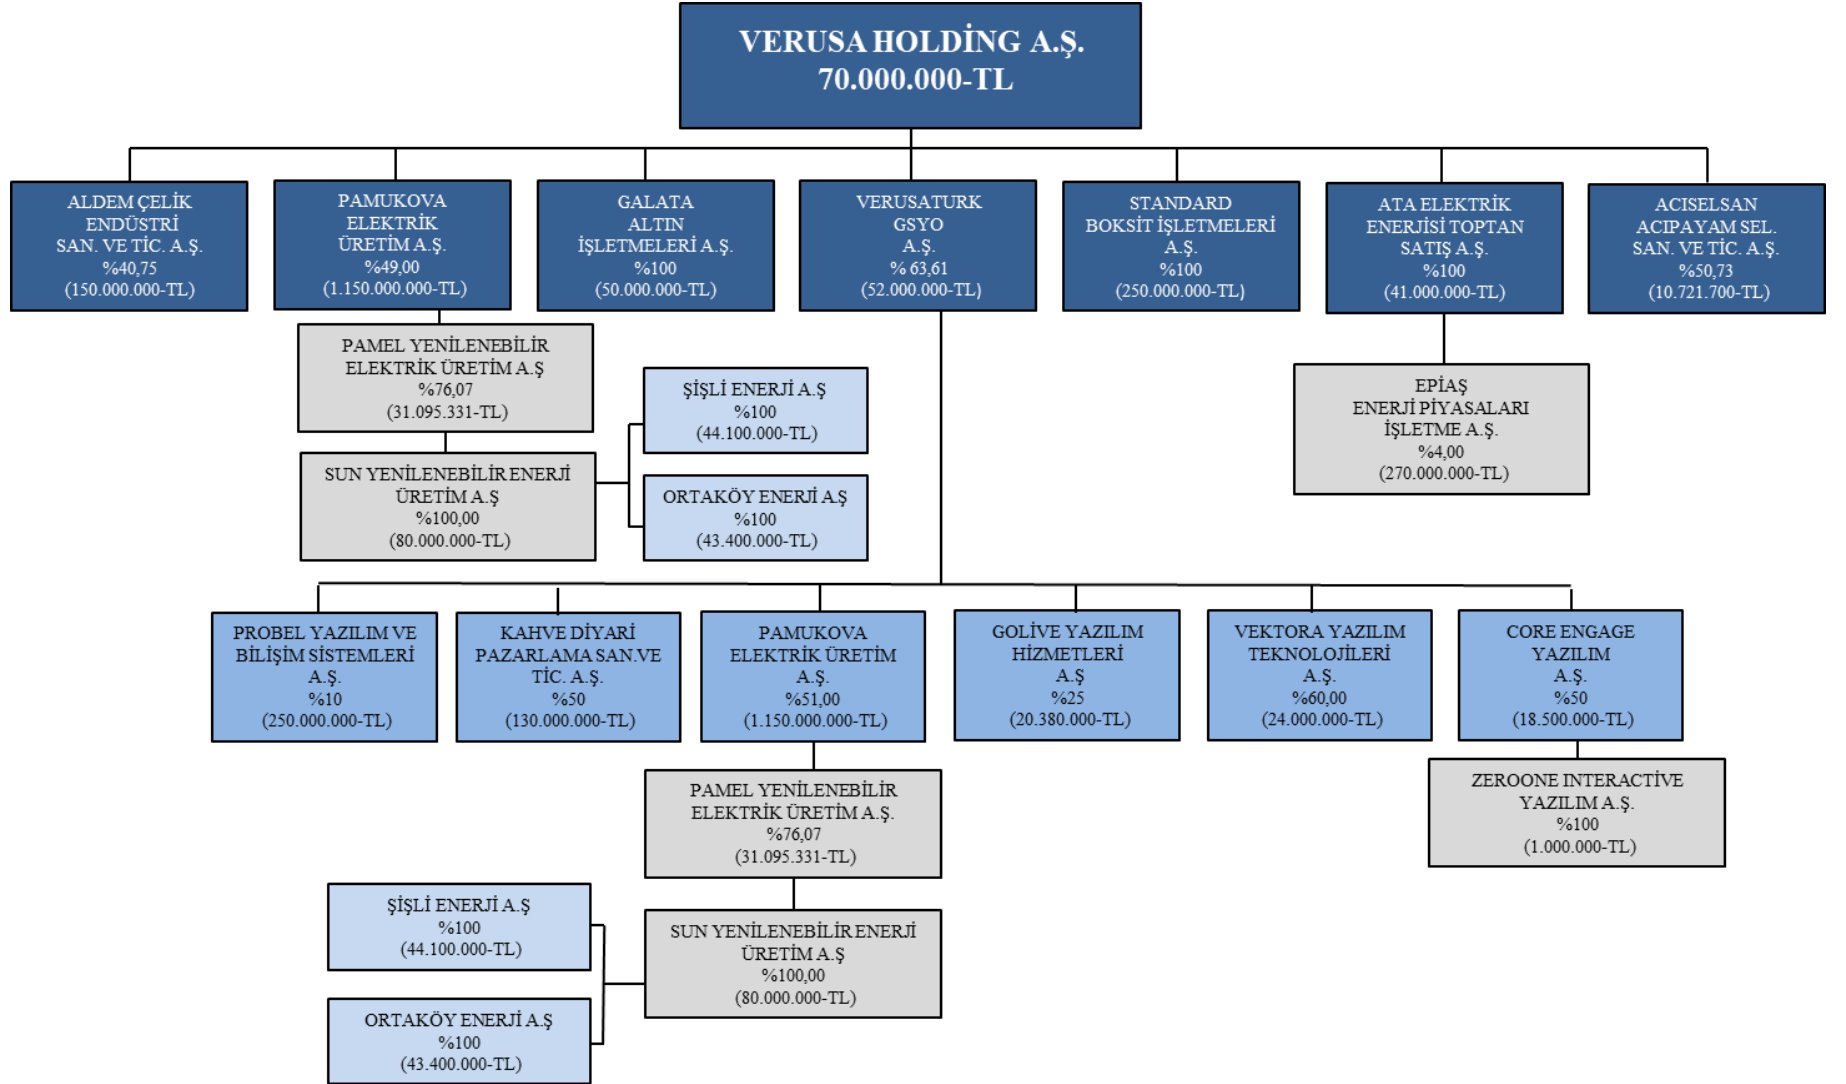 VERUSA HOLDİNG A.Ş.
70.000.000-TL
ALDEM ÇELİK
ENDÜSTRİ
SAN. VE TİC. A.Ş.
%40,75
(150.000.000-TL)
PAMUKOVA
ELEKTRİK
ÜRETİM A.Ş.
%49,00
(1.150.000.000-TL)
GALATA
ALTIN
İŞLETMELERİ A.Ş.
%100
(50.000.000-TL)
VERUSATURK
GSYO
A.Ş.
% 63,61
(52.000.000-TL)
STANDARD
BOKSİT İŞLETMELERİ
A.Ş.
%100
(250.000.000-TL)
ATA ELEKTRİK
ENERJİSİ TOPTAN
SATIŞ A.Ş.
%100
(41.000.000-TL)
ACISELSAN
ACIPAYAM SEL.
SAN. VE TİC. A.Ş.
%50,73
(10.721.700-TL)
PAMEL YENİLENEBİLİR
ELEKTRİK ÜRETİM A.Ş
%76,07
(31.095.331-TL)
SUN YENİLENEBİLİR ENERJİ
ÜRETİM A.Ş
%100,00
(80.000.000-TL)
ŞİŞLİ ENERJİ A.Ş
%100
(44.100.000-TL)
ORTAKÖY ENERJİ A.Ş
%100
(43.400.000-TL)
EPİAŞ
ENERJİ PİYASALARI
İŞLETME A.Ş.
%4,00
(270.000.000-TL)
PROBEL YAZILIM VE
BİLİŞİM SİSTEMLERİ
A.Ş.
%10
(250.000.000-TL)
KAHVE DİYARİ
PAZARLAMA SAN.VE
TİC. A.Ş.
%50
(130.000.000-TL)
PAMUKOVA
ELEKTRİK ÜRETİM
A.Ş.
%51,00
(1.150.000.000-TL)
GOLİVE YAZILIM
HİZMETLERİ
A.Ş
%25
(20.380.000-TL)
VEKTORA YAZILIM
TEKNOLOJİLERİ
A.Ş.
%60,00
(24.000.000-TL)
CORE ENGAGE
YAZILIM
A.Ş.
%50
(18.500.000-TL)
PAMEL YENİLENEBİLİR
ELEKTRİK ÜRETİM A.Ş.
%76,07
(31.095.331-TL)
ZEROONE INTERACTİVE
YAZILIM A.Ş.
%100
(1.000.000-TL)
ŞİŞLİ ENERJİ A.Ş
%100
(44.100.000-TL)
SUN YENİLENEBİLİR ENERJİ
ÜRETİM A.Ş
%100,00
(80.000.000-TL)
ORTAKÖY ENERJİ A.Ş
%100
(43.400.000-TL)